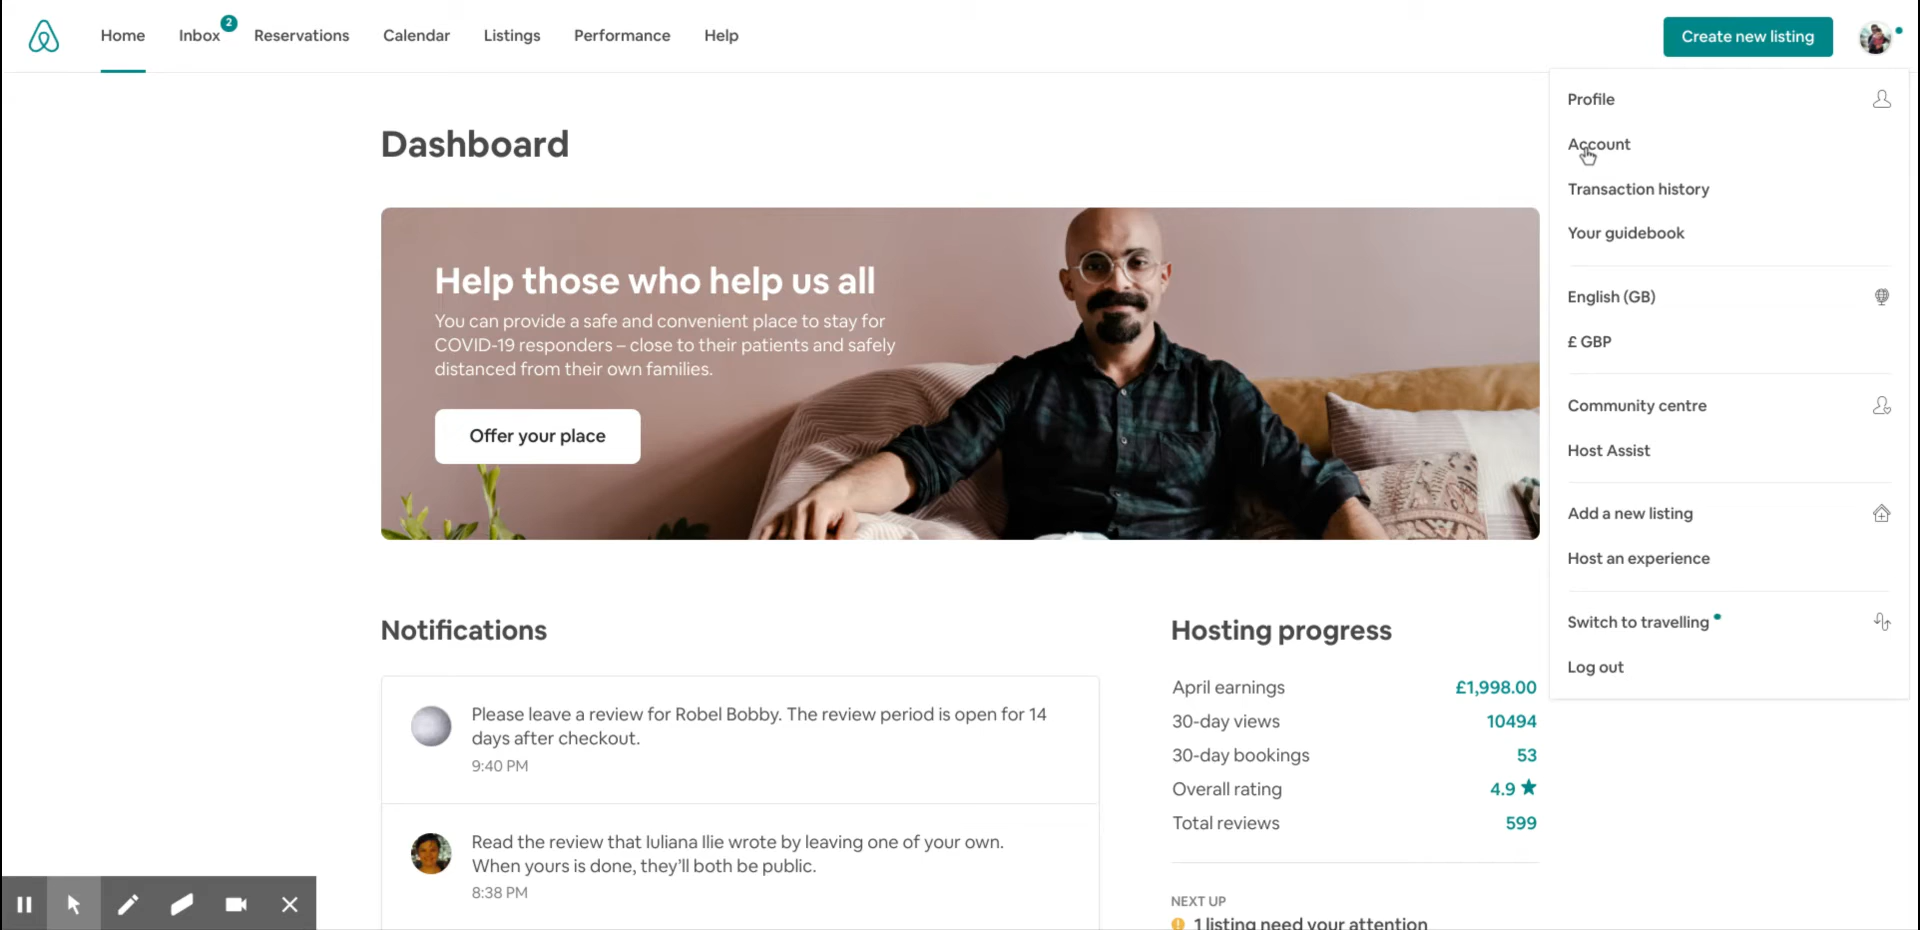 Home
Inbox
2
Reservations
Calendar
Listings
Performance
Help
Create new listing
Profile
Account
Transaction history
Your guidebook
English (GB)
£ GBP
Community centre
Host Assist
Add a new listing
Host an experience
Switch to travelling
Log out
Dashboard
Help those who help us all
You can provide a safe and convenient place to stay for
COVID-19 responders – close to their patients and safely
distanced from their own families.
Offer your place
Notifications
Please leave a review for Robel Bobby. The review period is open for 14
days after checkout.
9:40 PM
Read the review that Iuliana Ilie wrote by leaving one of your own.
When yours is done, they'll both be public.
8:38 PM
Hosting progress
April earnings £1,998.00
30-day views 10494
30-day bookings 53
Overall rating 4.9 ★
Total reviews 599
NEXT UP
1 listing need your attention